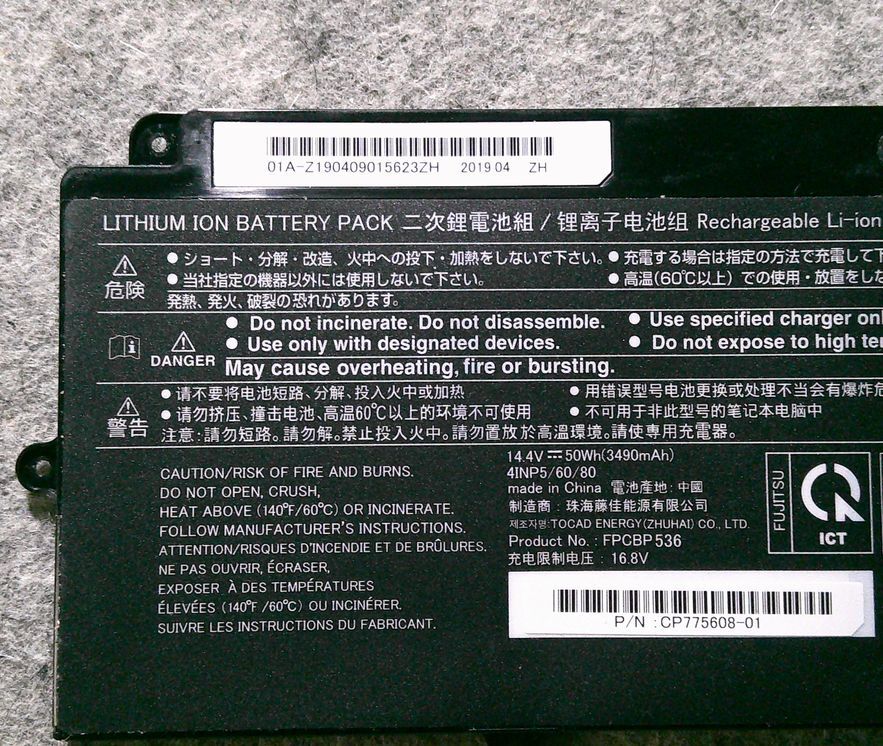 01A-Z190409015623ZH 2019 04 ZH
LITHIUM ION BATTERY PACK 二次鋰電池組 / 锂离子电池组 Rechargeable Li-ion
危険
● ショート・分解・改造、火中への投下・加熱をしないで下さい。 ● 充電する場合は指定の方法で充電して下
● 当社指定の機器以外には使用しないで下さい。 ● 高温(60℃以上)での使用・放置をしな
発熱、発火、破裂の恐れがあります。
DANGER
● Do not incinerate. Do not disassemble. ● Use specified charger onl
● Use only with designated devices. ● Do not expose to high te
May cause overheating, fire or bursting.
警告
● 请不要将电池短路、分解、投入火中或加热 ● 用错误型号电池更换或处理不当会有爆炸危
● 请勿挤压、撞击电池、高温60℃以上的环境不可使用 ● 不可用于非此型号的笔记本电脑中
注意:請勿短路。請勿解。禁止投入火中。請勿置放於高溫環境。請使専用充電器。
CAUTION/RISK OF FIRE AND BURNS.
DO NOT OPEN, CRUSH,
HEAT ABOVE (140°F/60°C) OR INCINERATE.
FOLLOW MANUFACTURER'S INSTRUCTIONS.
ATTENTION/RISQUES D'INCENDIE ET DE BRÛLURES.
NE PAS OUVRIR, ÉCRASER,
EXPOSER À DES TEMPÉRATURES
ÉLEVÉES (140°F /60°C) OU INCINÉRER.
SUIVRE LES INSTRUCTIONS DU FABRICANT.
14.4V ⎓ 50Wh(3490mAh)
4INP5/60/80
made in China 電池產地: 中國
制造商 : 珠海藤佳能源有限公司
제조자명:TOCAD ENERGY(ZHUHAI) CO., LTD.
Product No. : FPCBP536
充电限制电压 : 16.8V
FUJITSU
ICT
P/N : CP775608-01